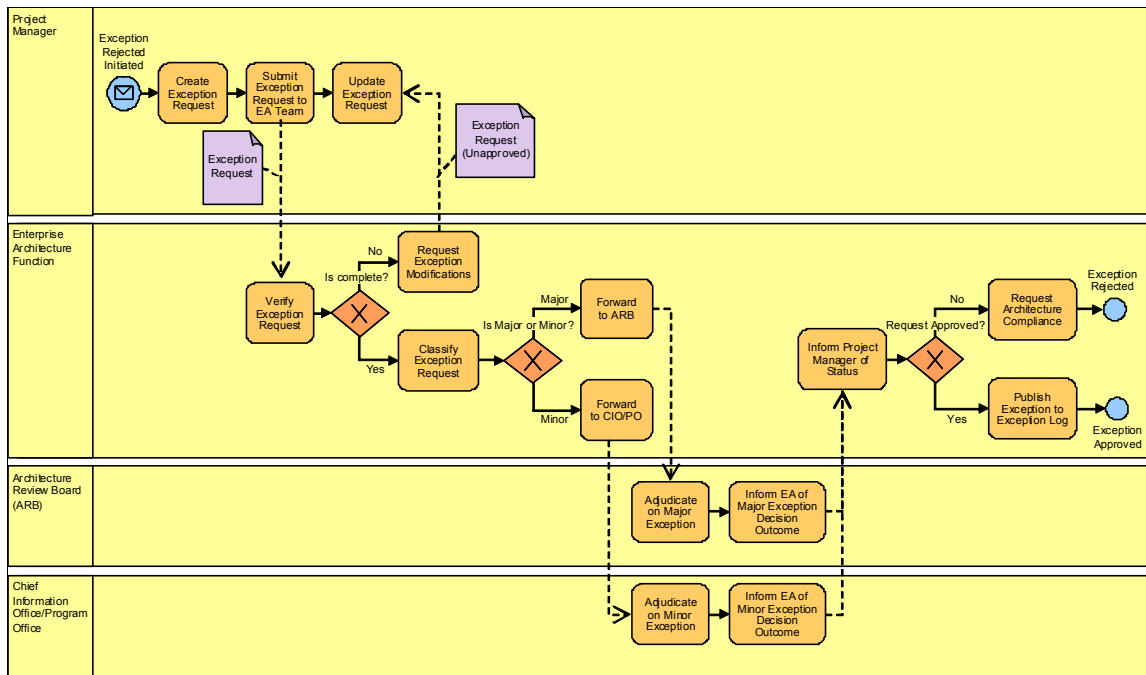 Project
Manager
Exception
Rejected
Initiated
Create
Exception
Request
Submit
Exception
Request to
EA Team
Update
Exception
Request
Exception
Request
Exception
Request
(Unapproved)
Enterprise
Architecture
Function
Verify
Exception
Request
Is complete?
No
Request
Exception
Modifications
Yes
Classify
Exception
Request
Is Major or Minor?
Major
Forward
to ARB
Minor
Forward
to CIO/PO
Inform Project
Manager of
Status
Request Approved?
No
Request
Architecture
Compliance
Exception
Rejected
Yes
Publish
Exception to
Exception Log
Exception
Approved
Architecture
Review Board
(ARB)
Adjudicate
on Major
Exception
Inform EA of
Major Exception
Decision
Outcome
Chief
Information
Office/Program
Office
Adjudicate
on Minor
Exception
Inform EA of
Minor Exception
Decision
Outcome